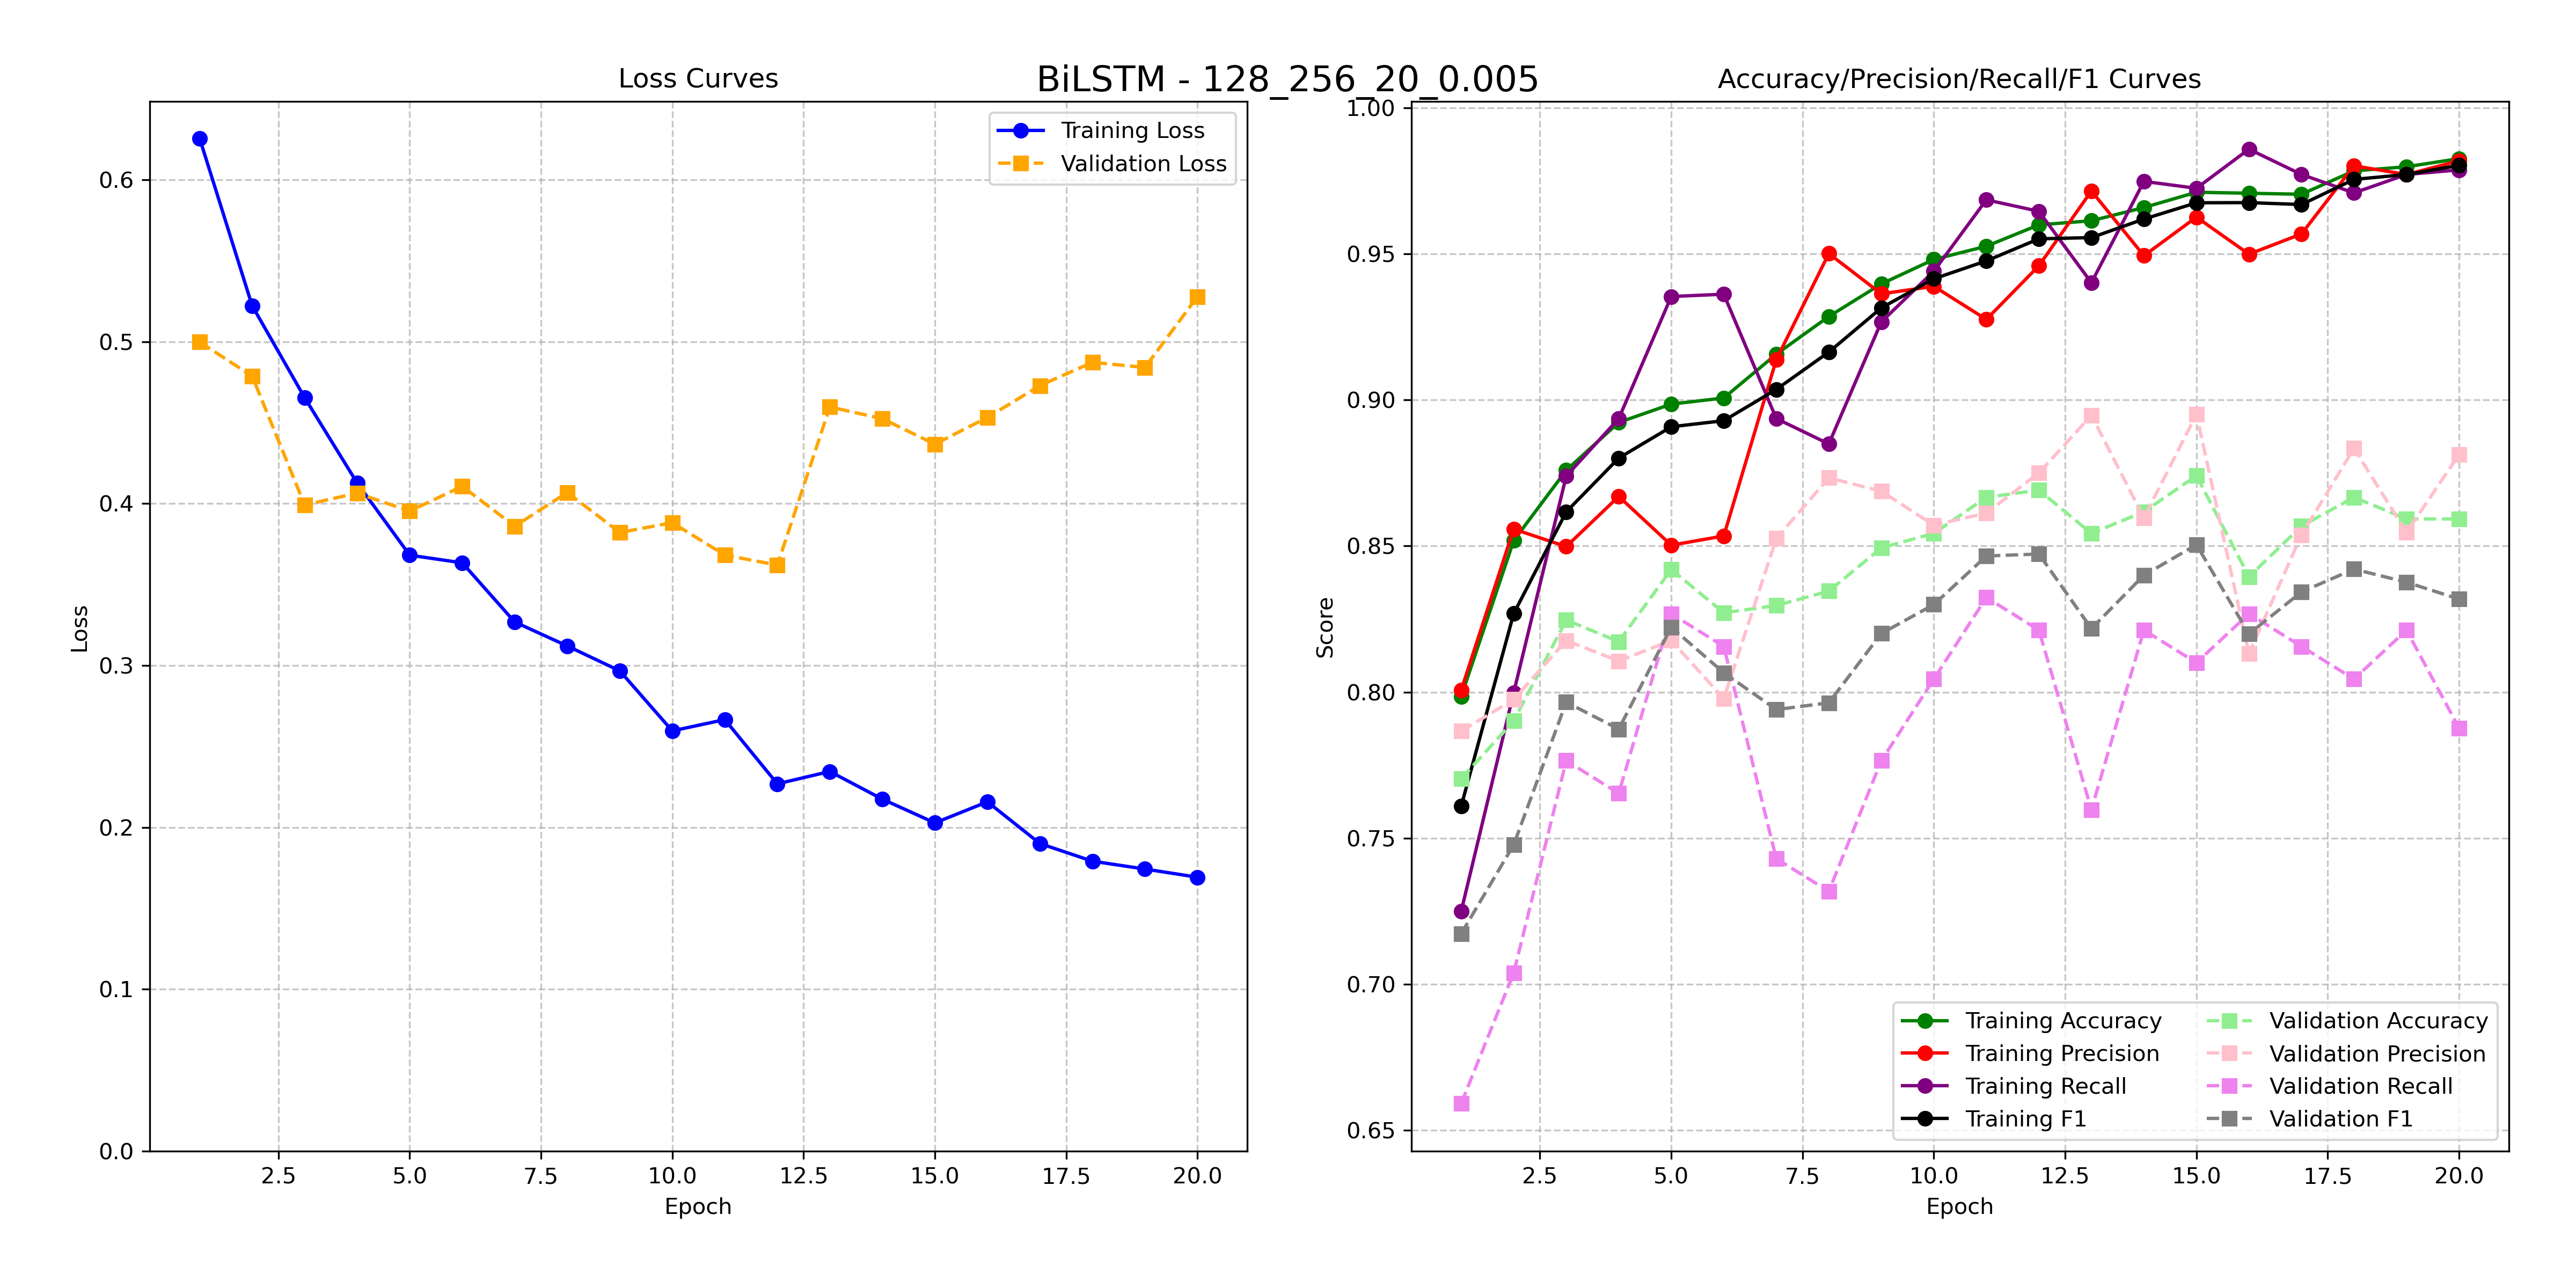 BiLSTM - 128_256_20_0.005
Loss Curves
Training Loss
Validation Loss
0.6
0.5
0.4
0.3
0.2
0.1
0.0
Loss
2.5 5.0 7.5 10.0 12.5 15.0 17.5 20.0
Epoch
Accuracy/Precision/Recall/F1 Curves
1.00
0.95
0.90
0.85
0.80
0.75
0.70
0.65
Score
Training Accuracy Validation Accuracy
Training Precision Validation Precision
Training Recall Validation Recall
Training F1 Validation F1
2.5 5.0 7.5 10.0 12.5 15.0 17.5 20.0
Epoch